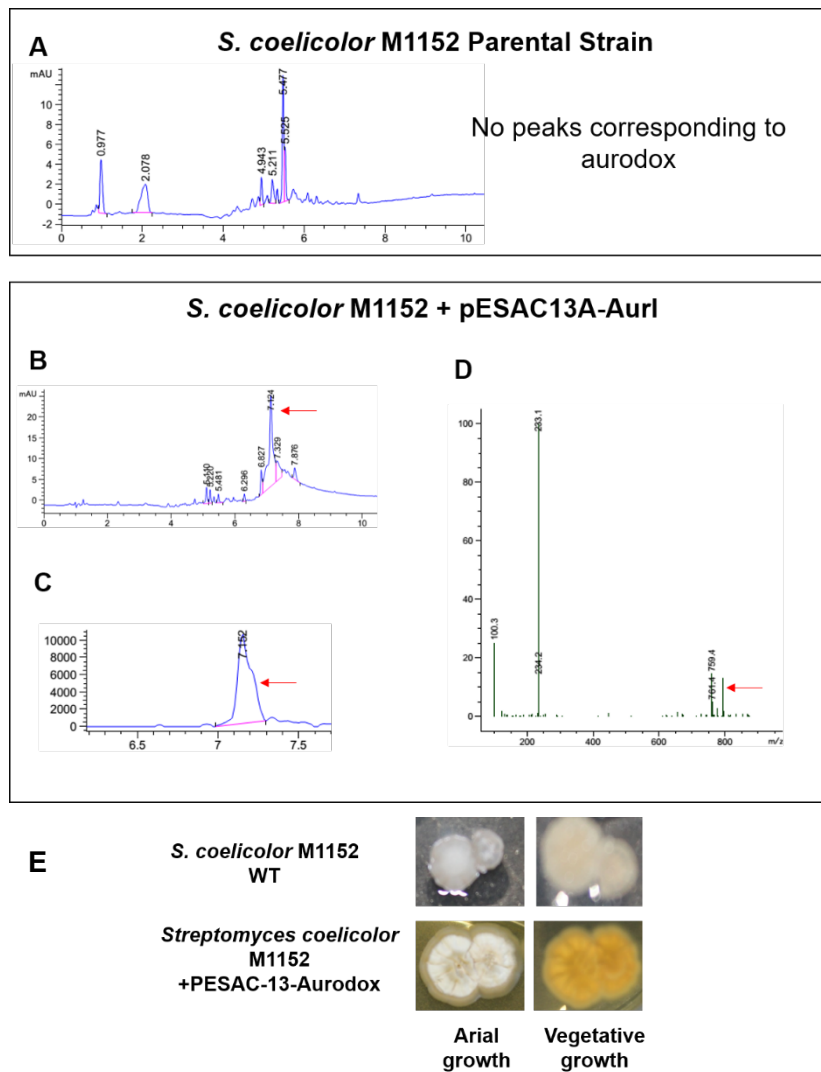 A
S. coelicolor M1152 Parental Strain
mAU
10
8
6
4
2
0
-2
0.977
2.078
4.943
5.211
5.477
5.525
0 2 4 6 8 10
No peaks corresponding to
aurodox
S. coelicolor M1152 + pESAC13A-AurI
B
mAU
20
15
10
5
0
5.220
5.481
6.296
6.827
7.124
7.329
7.876
0 2 4 6 8 10
C
10000
8000
6000
4000
2000
0
7.152
6.5 7 7.5
D
100
80
60
40
20
0
100.3
233.1
234.2
759.4
761.4
200 400 600 800 m/z
E
S. coelicolor M1152
WT
Streptomyces coelicolor
M1152
+PESAC-13-Aurodox
Arial
growth
Vegetative
growth